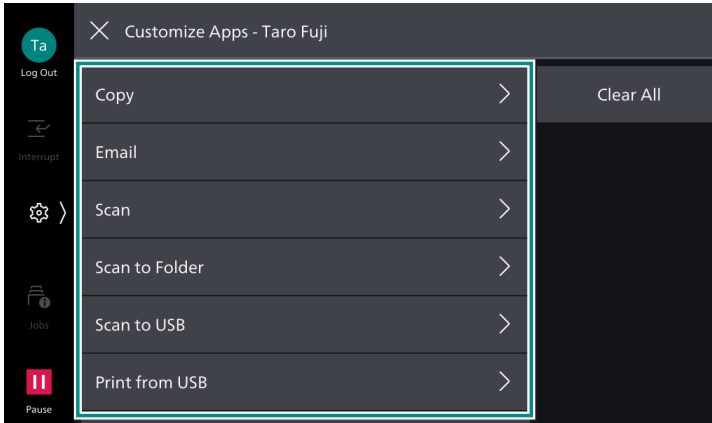 Ta
Log Out
Interrupt
Jobs
Pause
Customize Apps - Taro Fuji
Copy
Email
Scan
Scan to Folder
Scan to USB
Print from USB
Clear All